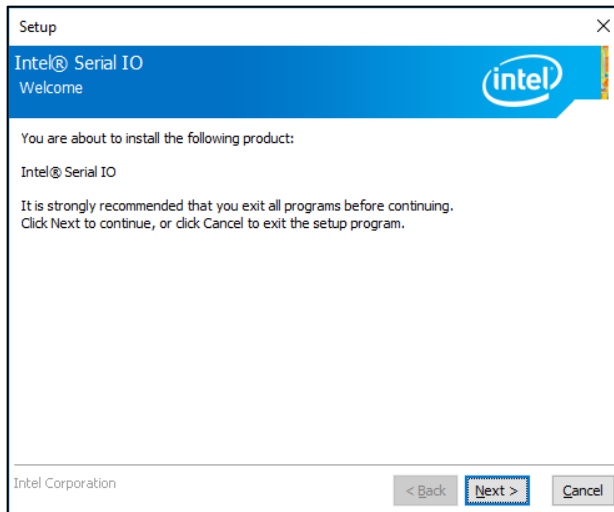 Setup
Intel® Serial IO
Welcome
intel
You are about to install the following product:
Intel® Serial IO
It is strongly recommended that you exit all programs before continuing.
Click Next to continue, or click Cancel to exit the setup program.
Intel Corporation
< Back Next > Cancel